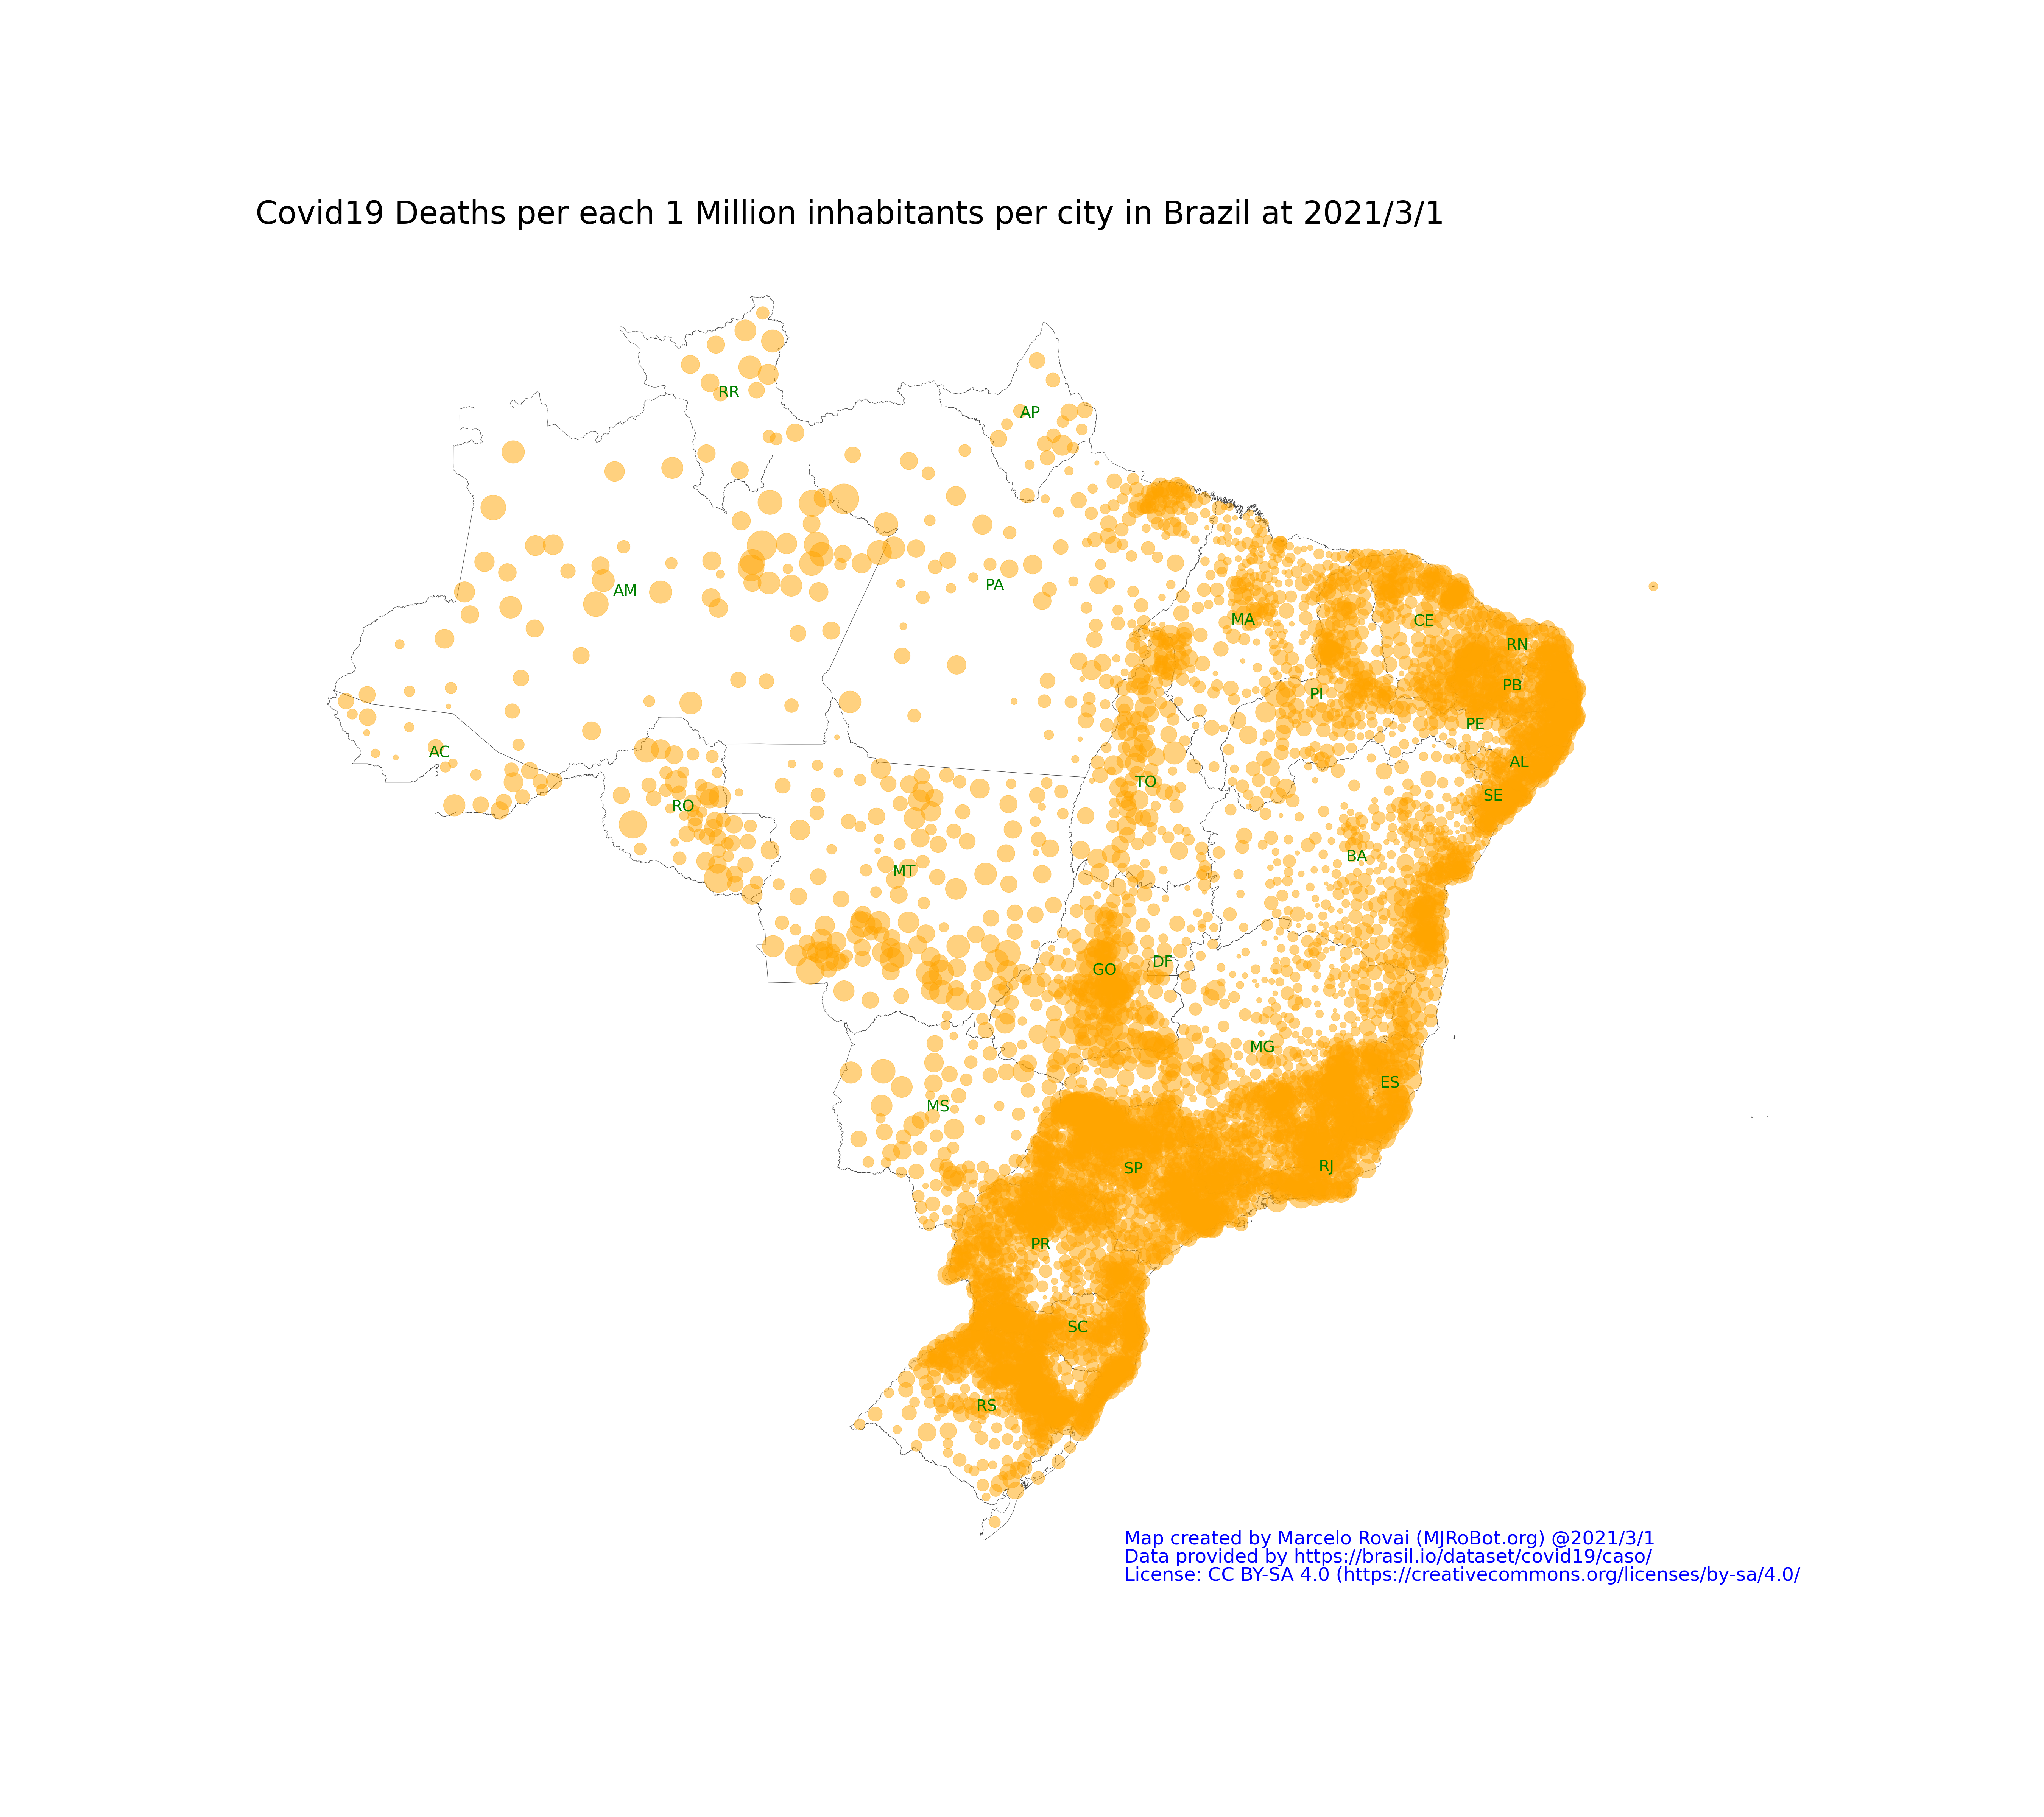 Covid19 Deaths per each 1 Million inhabitants per city in Brazil at 2021/3/1
RR
AP
AM
PA
MA
CE
RN
PI
PB
PE
AC
AL
TO
SE
RO
BA
MT
DF
GO
MG
ES
MS
RJ
SP
PR
SC
RS
Map created by Marcelo Rovai (MJRoBot.org) @2021/3/1
Data provided by https://brasil.io/dataset/covid19/caso/
License: CC BY-SA 4.0 (https://creativecommons.org/licenses/by-sa/4.0/